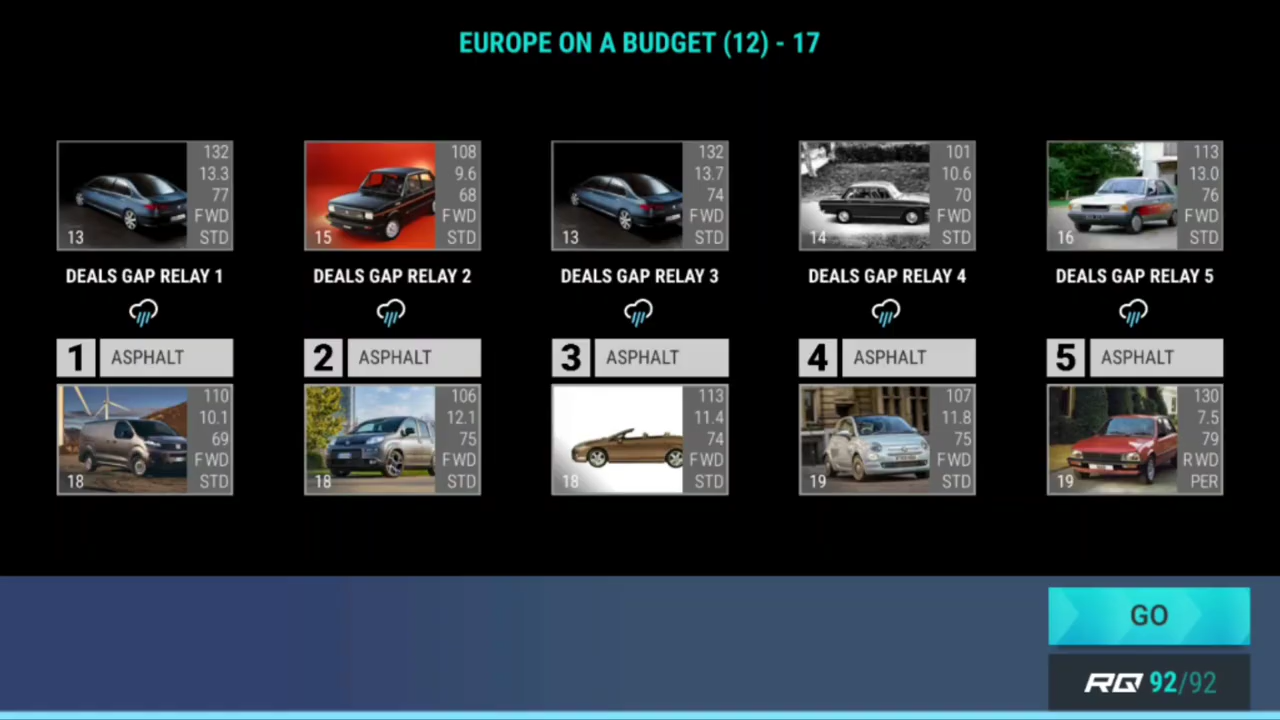 EUROPE ON A BUDGET (12) - 17
132
13.3
77
FWD
STD
13
108
9.6
68
FWD
STD
15
132
13.7
74
FWD
STD
13
101
10.6
70
FWD
STD
14
113
13.0
76
FWD
STD
16
DEALS GAP RELAY 1
DEALS GAP RELAY 2
DEALS GAP RELAY 3
DEALS GAP RELAY 4
DEALS GAP RELAY 5
1 ASPHALT
2 ASPHALT
3 ASPHALT
4 ASPHALT
5 ASPHALT
110
10.1
69
FWD
STD
18
106
12.1
75
FWD
STD
18
113
11.4
74
FWD
STD
18
107
11.8
75
FWD
STD
19
130
7.5
79
RWD
PER
19
GO
RQ 92/92